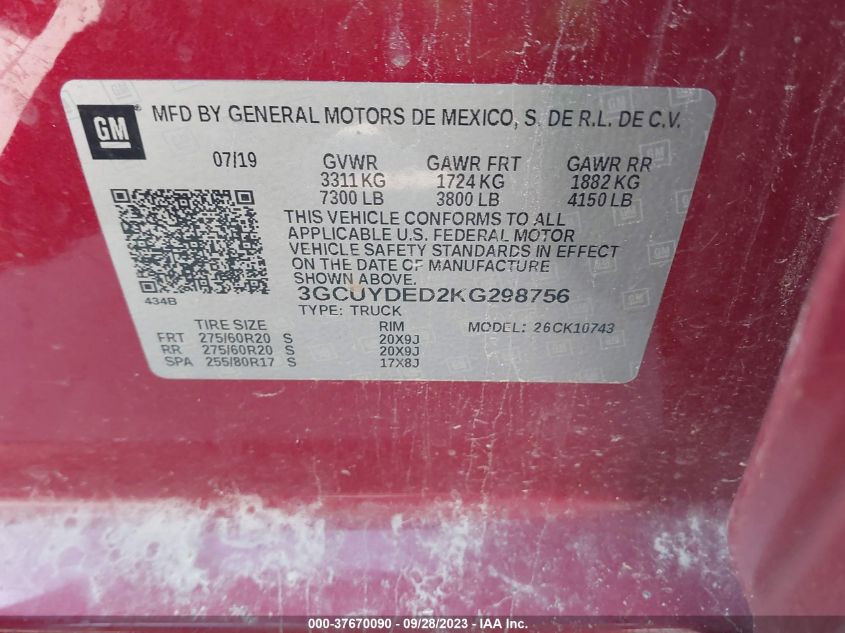 GM
MFD BY GENERAL MOTORS DE MEXICO, S. DE R.L. DE C.V.
07/19 GVWR GAWR FRT GAWR RR
3311 KG 1724 KG 1882 KG
7300 LB 3800 LB 4150 LB
THIS VEHICLE CONFORMS TO ALL
APPLICABLE U.S. FEDERAL MOTOR
VEHICLE SAFETY STANDARDS IN EFFECT
ON THE DATE OF MANUFACTURE
SHOWN ABOVE.
434B
3GCUYDED2KG298756
TYPE: TRUCK
TIRE SIZE RIM MODEL: 26CK10743
FRT 275/60R20 S 20X9J
RR 275/60R20 S 20X9J
SPA 255/80R17 S 17X8J
000-37670090 - 09/28/2023 - IAA Inc.